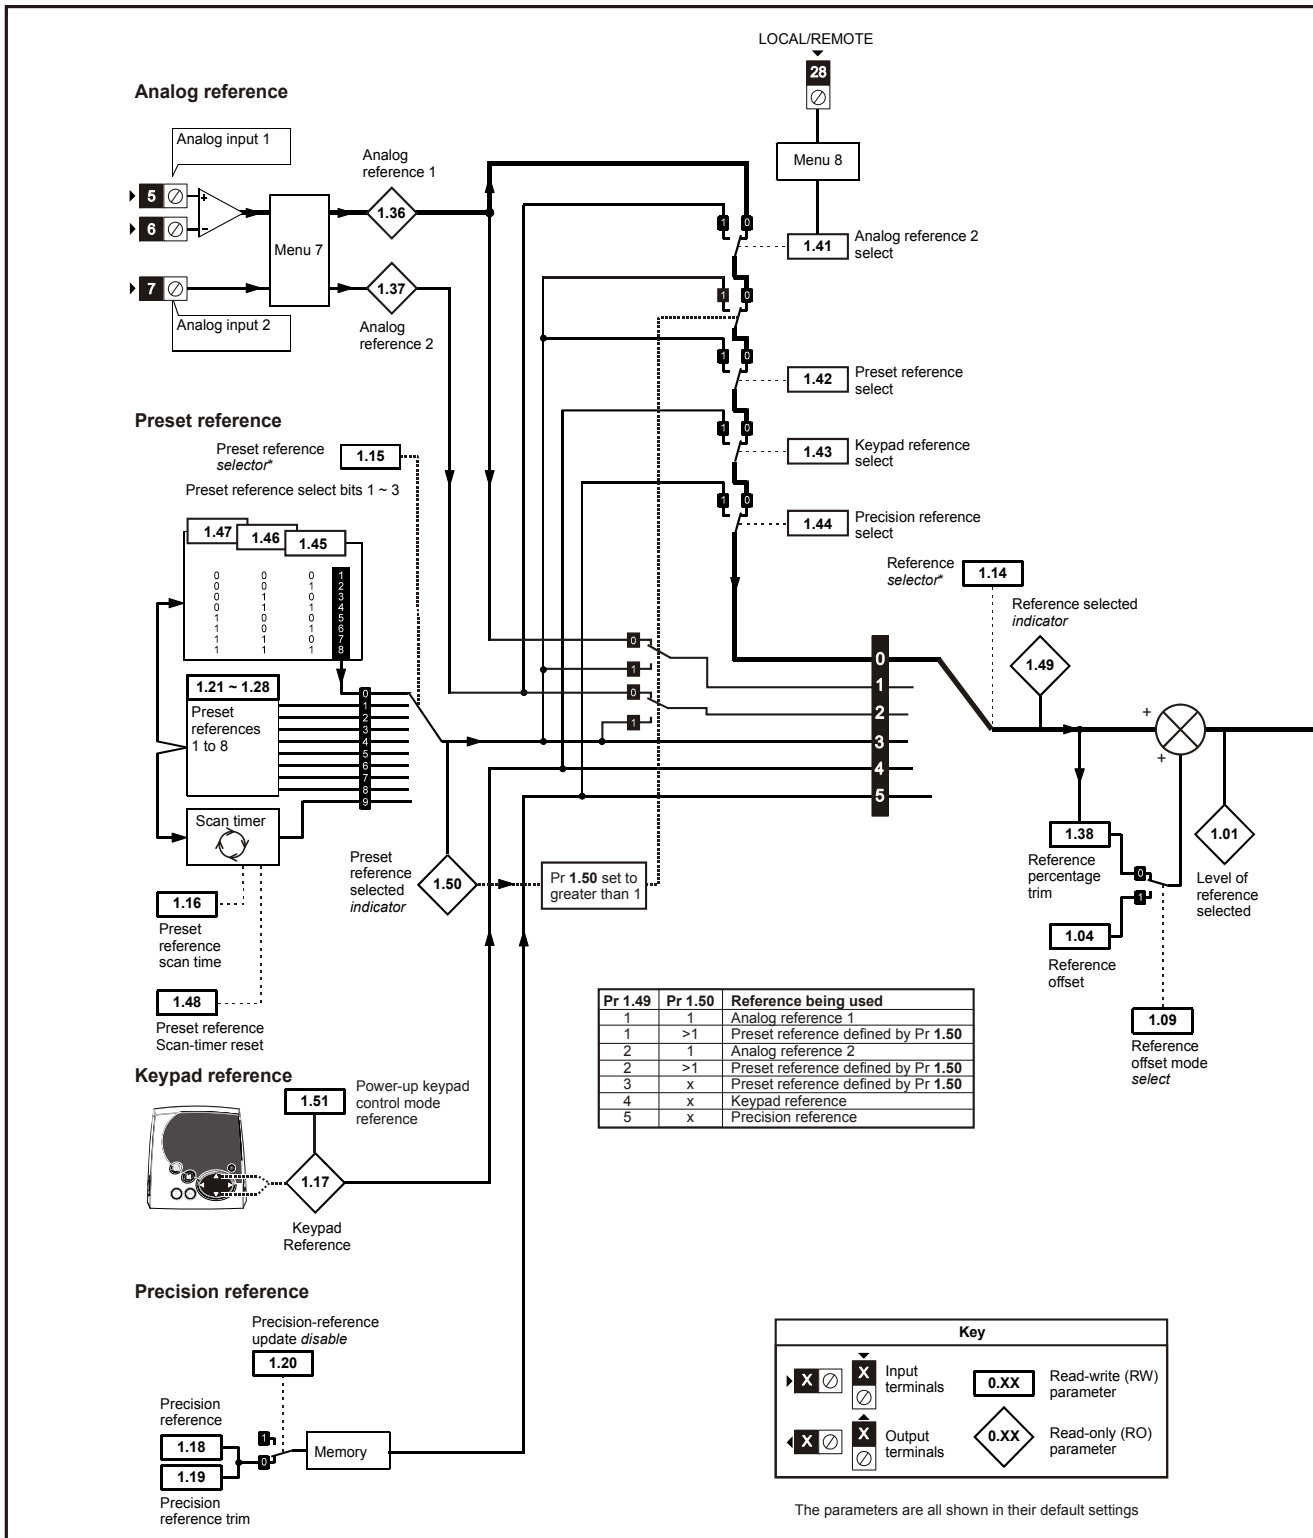 LOCAL/REMOTE
28
Menu 8
Analog reference
Analog input 1
5
+
6
−
7
Analog input 2
Menu 7
Analog
reference 1
1.36
1.37
Analog
reference 2
1
0
1.41
Analog reference 2
select
1
0
1
0
1.42
Preset reference
select
1
0
1.43
Keypad reference
select
1
0
1.44
Precision reference
select
Preset reference
Preset reference
selector*
1.15
Preset reference select bits 1 ~ 3
1.47
1.46
1.45
0 0 0 1
0 0 1 2
0 1 0 3
0 1 1 4
1 0 0 5
1 0 1 6
1 1 0 7
1 1 1 8
1.21 ~ 1.28
Preset
references
1 to 8
0
1
2
3
4
5
6
7
8
9
Scan timer
1.16
Preset
reference
scan time
1.48
Preset reference
Scan-timer reset
Preset
reference
selected
indicator
1.50
Pr 1.50 set to
greater than 1
0
1
0
1
0
1
2
3
4
5
Reference
selector*
1.14
Reference selected
indicator
1.49
+
+
1.38
Reference
percentage
trim
0
1
1.04
Reference
offset
1.01
Level of
reference
selected
1.09
Reference
offset mode
select
Pr 1.49 Pr 1.50 Reference being used
1 1 Analog reference 1
1 >1 Preset reference defined by Pr 1.50
2 1 Analog reference 2
2 >1 Preset reference defined by Pr 1.50
3 x Preset reference defined by Pr 1.50
4 x Keypad reference
5 x Precision reference
Keypad reference
1.51
Power-up keypad
control mode
reference
1.17
Keypad
Reference
Precision reference
Precision-reference
update disable
1.20
Precision
reference
1.18
1.19
Precision
reference trim
1
0
Memory
Key
X
X
Input
terminals
0.XX
Read-write (RW)
parameter
X
X
Output
terminals
0.XX
Read-only (RO)
parameter
The parameters are all shown in their default settings